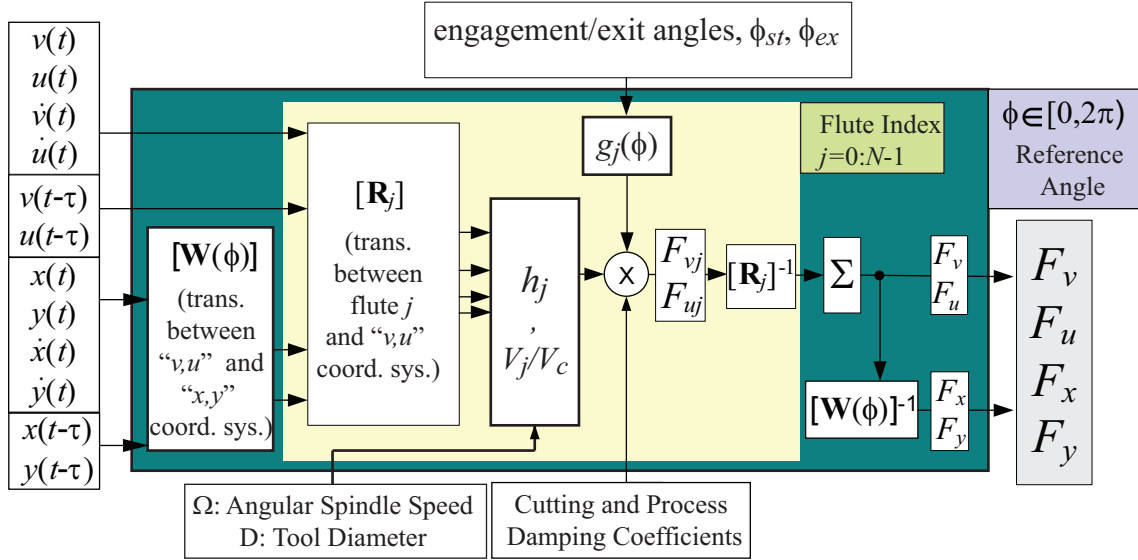 v(t)
u(t)
v̇(t)
u̇(t)
v(t-τ)
u(t-τ)
x(t)
y(t)
ẋ(t)
ẏ(t)
x(t-τ)
y(t-τ)
engagement/exit angles, ϕst, ϕex
[W(ϕ)]
(trans.
between
“v,u” and
“x,y”
coord. sys.)
[Rj]
(trans.
between
flute j
and “v,u”
coord. sys.)
hj
,
Vj/Vc
gj(ϕ)
X
Fvj
Fuj
[Rj]-1
Σ
Flute Index
j=0:N-1
ϕ∈[0,2π)
Reference
Angle
Fv
Fu
[W(ϕ)]-1
Fx
Fy
Fv
Fu
Fx
Fy
Ω: Angular Spindle Speed
D: Tool Diameter
Cutting and Process
Damping Coefficients